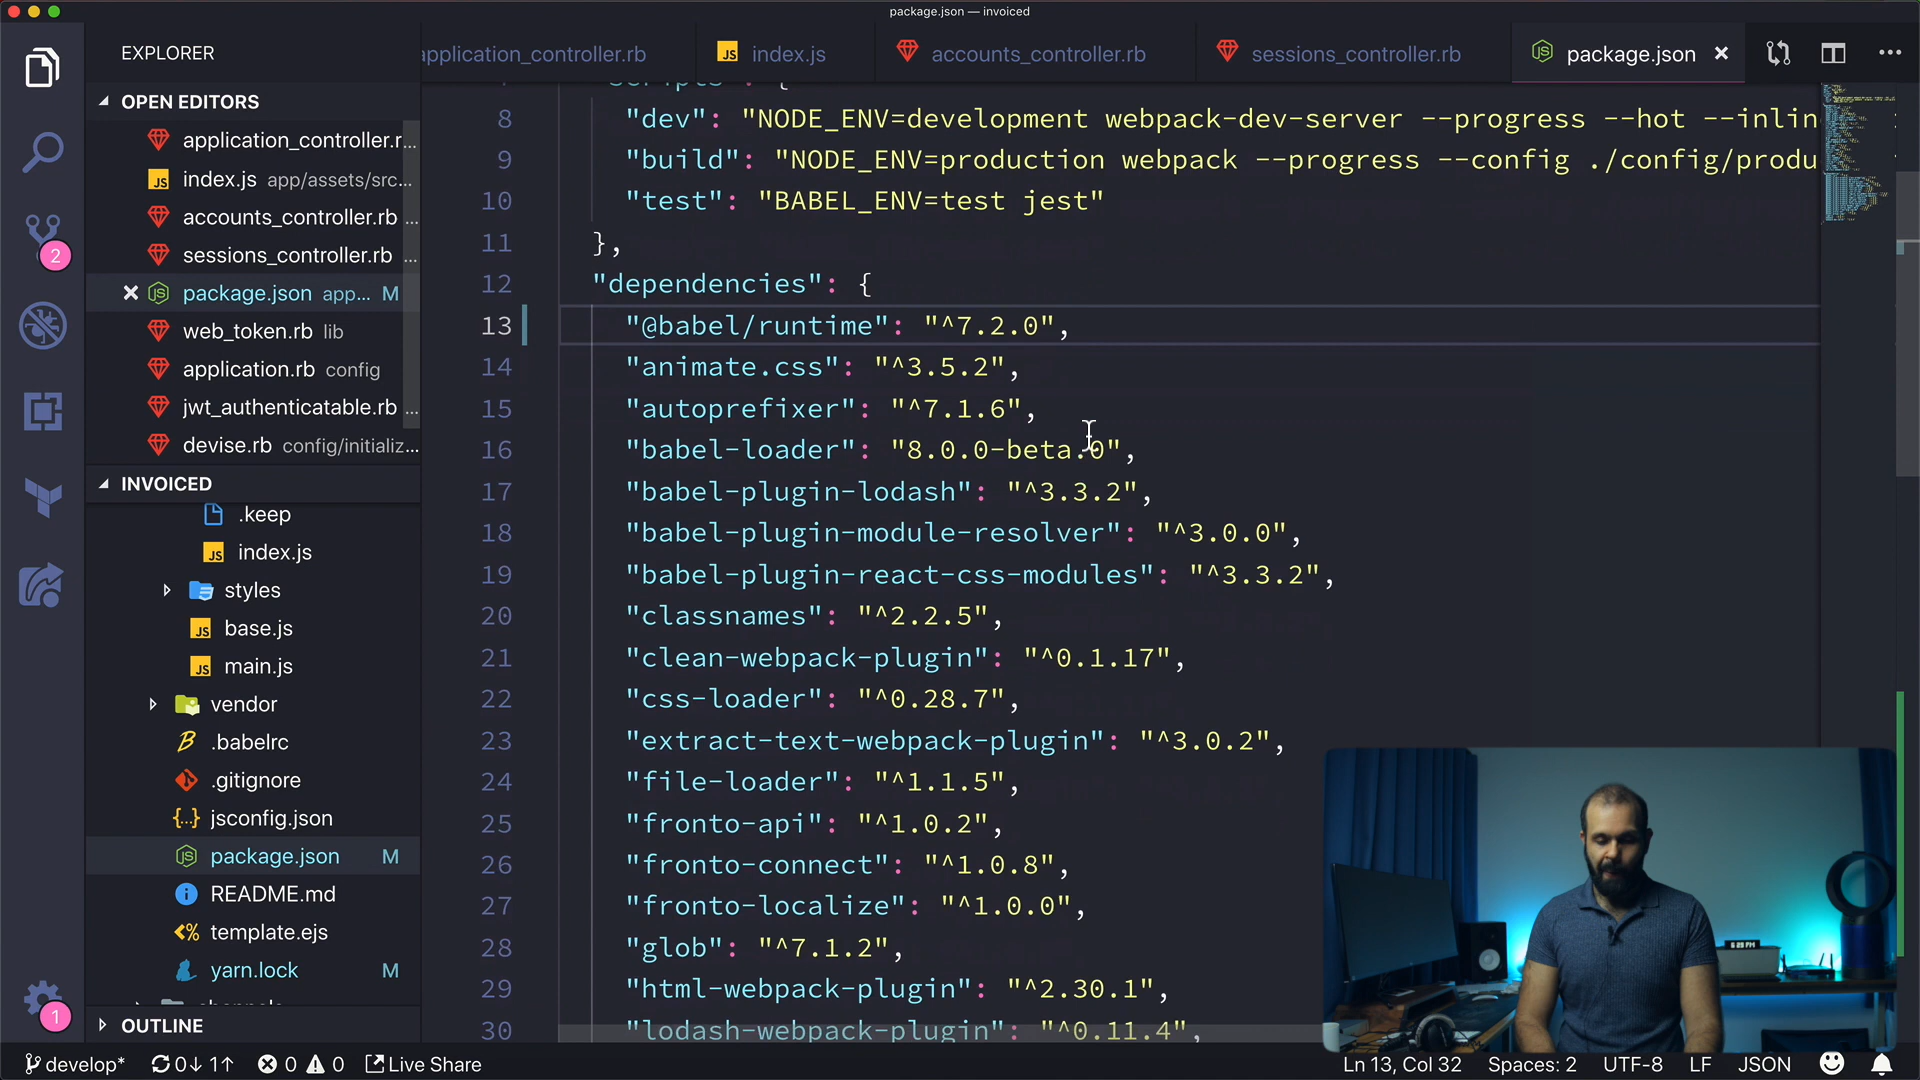 package.json — invoiced
EXPLORER
application_controller.rb
index.js
accounts_controller.rb
sessions_controller.rb
package.json
OPEN EDITORS
application_controller.r...
index.js app/assets/src...
accounts_controller.rb ...
sessions_controller.rb ...
package.json app... M
web_token.rb lib
application.rb config
jwt_authenticatable.rb ...
devise.rb config/initializ...
INVOICED
.keep
index.js
styles
base.js
main.js
vendor
.babelrc
.gitignore
jsconfig.json
package.json M
README.md
template.ejs
yarn.lock M
channels
OUTLINE
2
1
"scripts": {
8 "dev": "NODE_ENV=development webpack-dev-server --progress --hot --inlin
9 "build": "NODE_ENV=production webpack --progress --config ./config/produ
10 "test": "BABEL_ENV=test jest"
11 },
12 "dependencies": {
13 "@babel/runtime": "^7.2.0",
14 "animate.css": "^3.5.2",
15 "autoprefixer": "^7.1.6",
16 "babel-loader": "8.0.0-beta.0",
17 "babel-plugin-lodash": "^3.3.2",
18 "babel-plugin-module-resolver": "^3.0.0",
19 "babel-plugin-react-css-modules": "^3.3.2",
20 "classnames": "^2.2.5",
21 "clean-webpack-plugin": "^0.1.17",
22 "css-loader": "^0.28.7",
23 "extract-text-webpack-plugin": "^3.0.2",
24 "file-loader": "^1.1.5",
25 "fronto-api": "^1.0.2",
26 "fronto-connect": "^1.0.8",
27 "fronto-localize": "^1.0.0",
28 "glob": "^7.1.2",
29 "html-webpack-plugin": "^2.30.1",
30 "lodash-webpack-plugin": "^0.11.4",
6:29 PM
develop* 0↓ 1↑ 0 0 Live Share Ln 13, Col 32 Spaces: 2 UTF-8 LF JSON